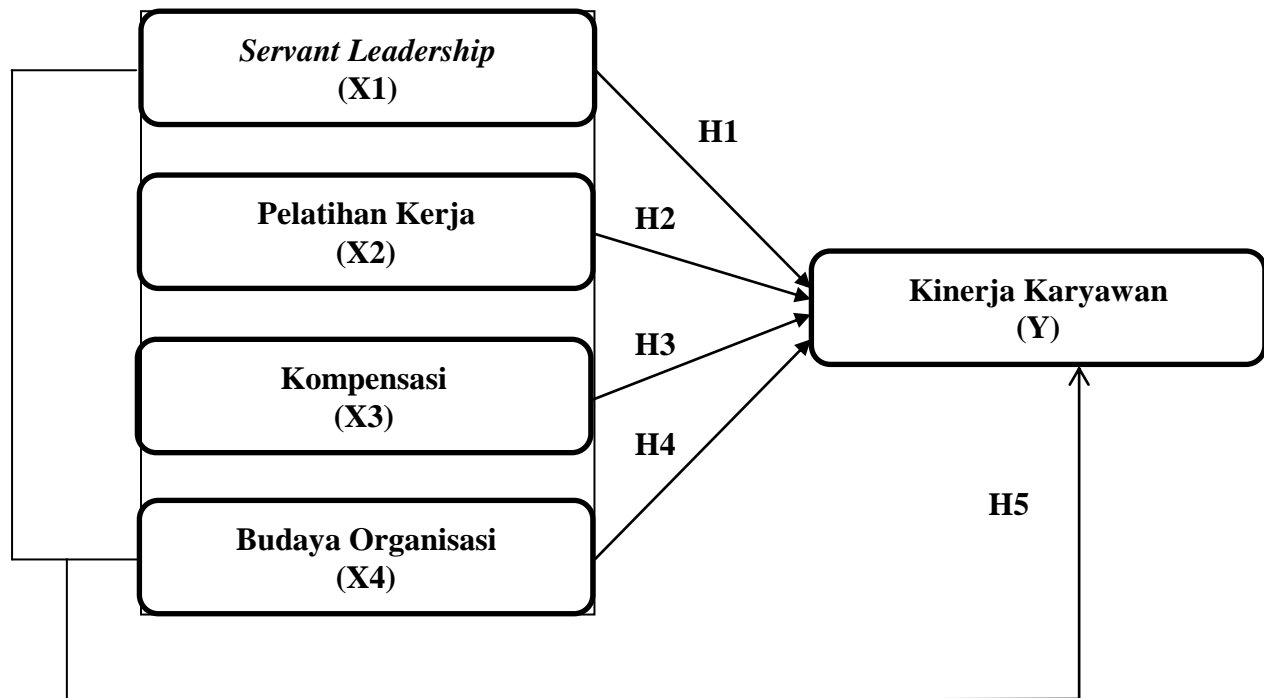 Servant Leadership
(X1)
H1
Pelatihan Kerja
(X2)
H2
Kinerja Karyawan
(Y)
Kompensasi
(X3)
H3
H4
Budaya Organisasi
(X4)
H5